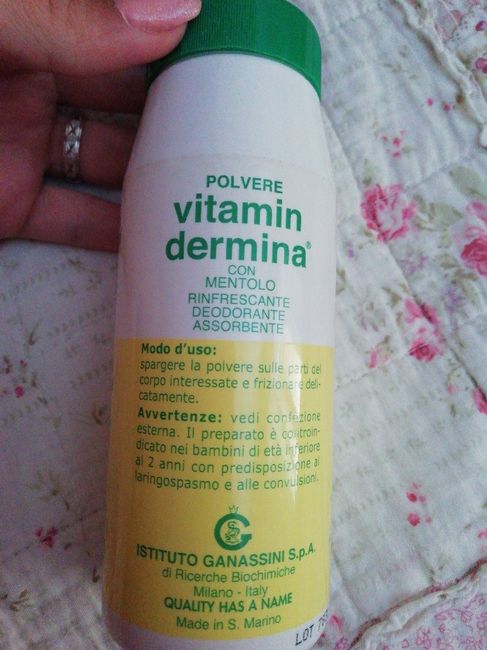 POLVERE
vitamin
dermina®
CON
MENTOLO
RINFRESCANTE
DEODORANTE
ASSORBENTE
Modo d'uso:
spargere la polvere sulle parti del
corpo interessate e frizionare deli-
catamente.
Avvertenze: vedi confezione
esterna. Il preparato è controin-
dicato nei bambini di età inferiore
ai 2 anni con predisposizione al
laringospasmo e alle convulsioni.
ISTITUTO GANASSINI S.p.A.
di Ricerche Biochimiche
Milano - Italy
QUALITY HAS A NAME
Made in S. Marino
LOT